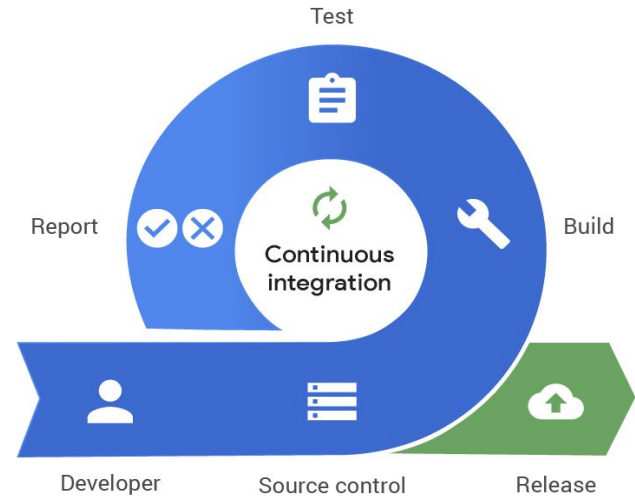 Test
Report
Build
Continuous
integration
Developer
Source control
Release